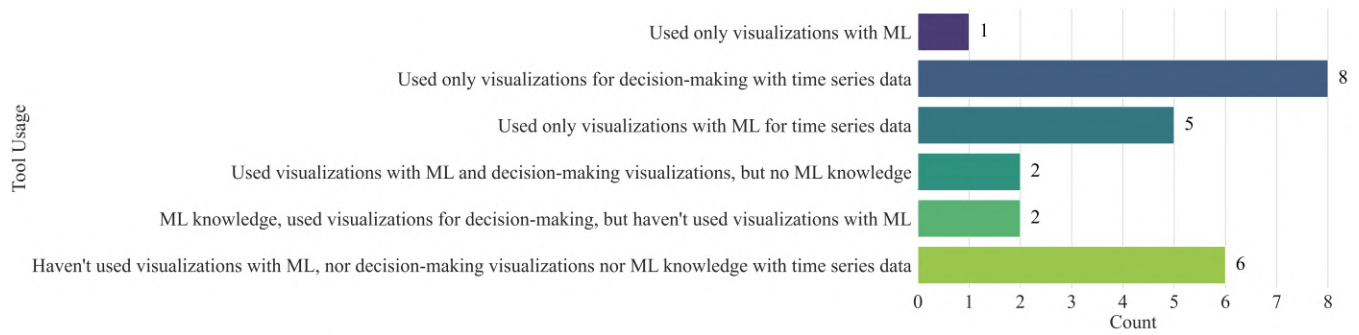 Tool Usage
Used only visualizations with ML
1
Used only visualizations for decision-making with time series data
8
Used only visualizations with ML for time series data
5
Used visualizations with ML and decision-making visualizations, but no ML knowledge
2
ML knowledge, used visualizations for decision-making, but haven't used visualizations with ML
2
Haven't used visualizations with ML, nor decision-making visualizations nor ML knowledge with time series data
6
0 1 2 3 4 5 6 7 8
Count